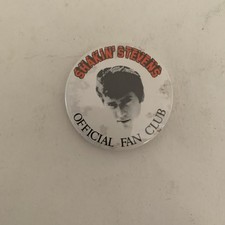 SHAKIN' STEVENS
OFFICIAL FAN CLUB